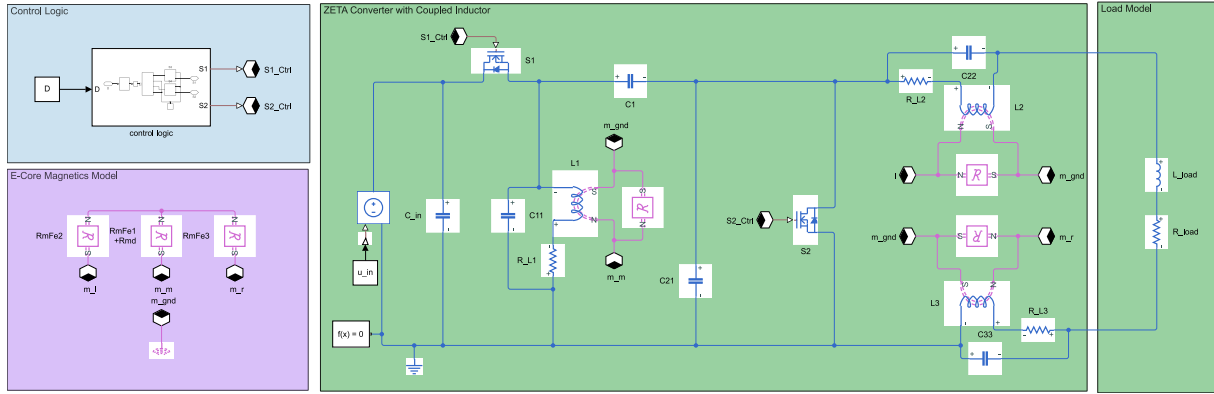 Control Logic
D
D
S1
S2
control logic
S1_Ctrl
S2_Ctrl
E-Core Magnetics Model
RmFe2
N
R
S
RmFe1
+Rmd
N
R
S
RmFe3
N
R
S
m_l
m_m
m_r
m_gnd
ZETA Converter with Coupled Inductor
S1_Ctrl
S1
C1
u_in
f(x) = 0
C_in
C11
L1
R_L1
m_gnd
S
N
S
R
N
m_m
C21
S2_Ctrl
S2
C22
R_L2
L2
N
S
l
N
R
S
m_gnd
m_gnd
S
R
N
m_r
L3
S
N
R_L3
C33
Load Model
L_load
R_load